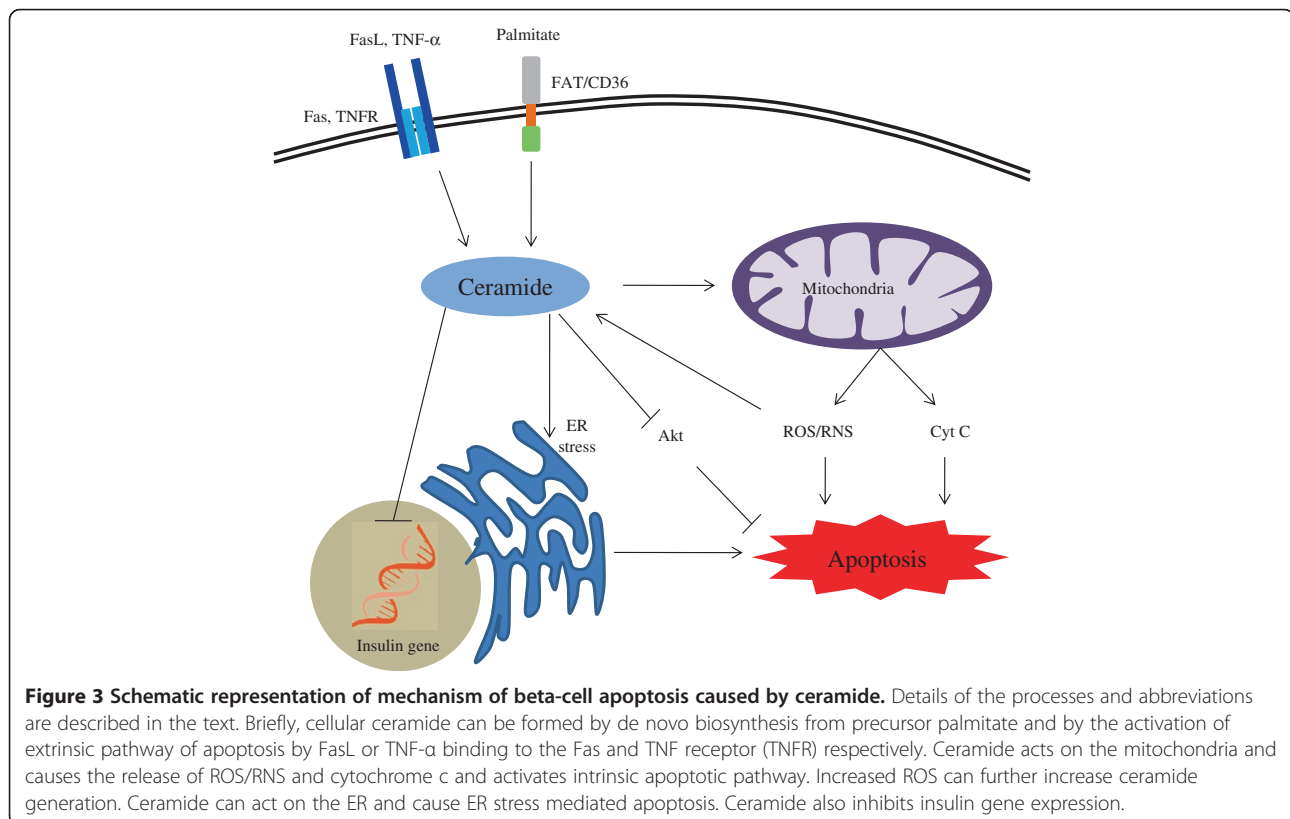 FasL, TNF-α
Palmitate
FAT/CD36
Fas, TNFR
Ceramide
Mitochondria
ER
stress
Akt
ROS/RNS
Cyt C
Apoptosis
Insulin gene
Figure 3 Schematic representation of mechanism of beta-cell apoptosis caused by ceramide. Details of the processes and abbreviations
are described in the text. Briefly, cellular ceramide can be formed by de novo biosynthesis from precursor palmitate and by the activation of
extrinsic pathway of apoptosis by FasL or TNF-α binding to the Fas and TNF receptor (TNFR) respectively. Ceramide acts on the mitochondria and
causes the release of ROS/RNS and cytochrome c and activates intrinsic apoptotic pathway. Increased ROS can further increase ceramide
generation. Ceramide can act on the ER and cause ER stress mediated apoptosis. Ceramide also inhibits insulin gene expression.